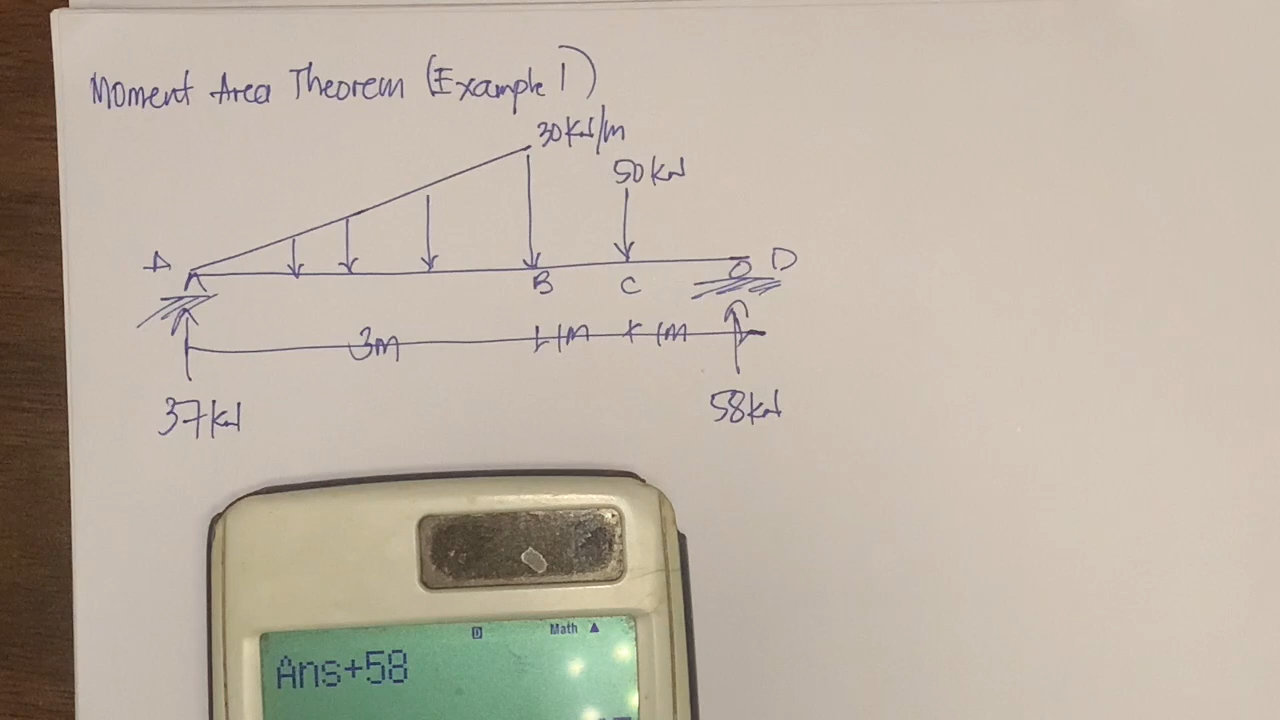 Moment Area Theorem (Example 1)
30kN/m
50kN
A
B
C
D
3m
1m
1m
37kN
58kN
D Math ▲
Ans+58